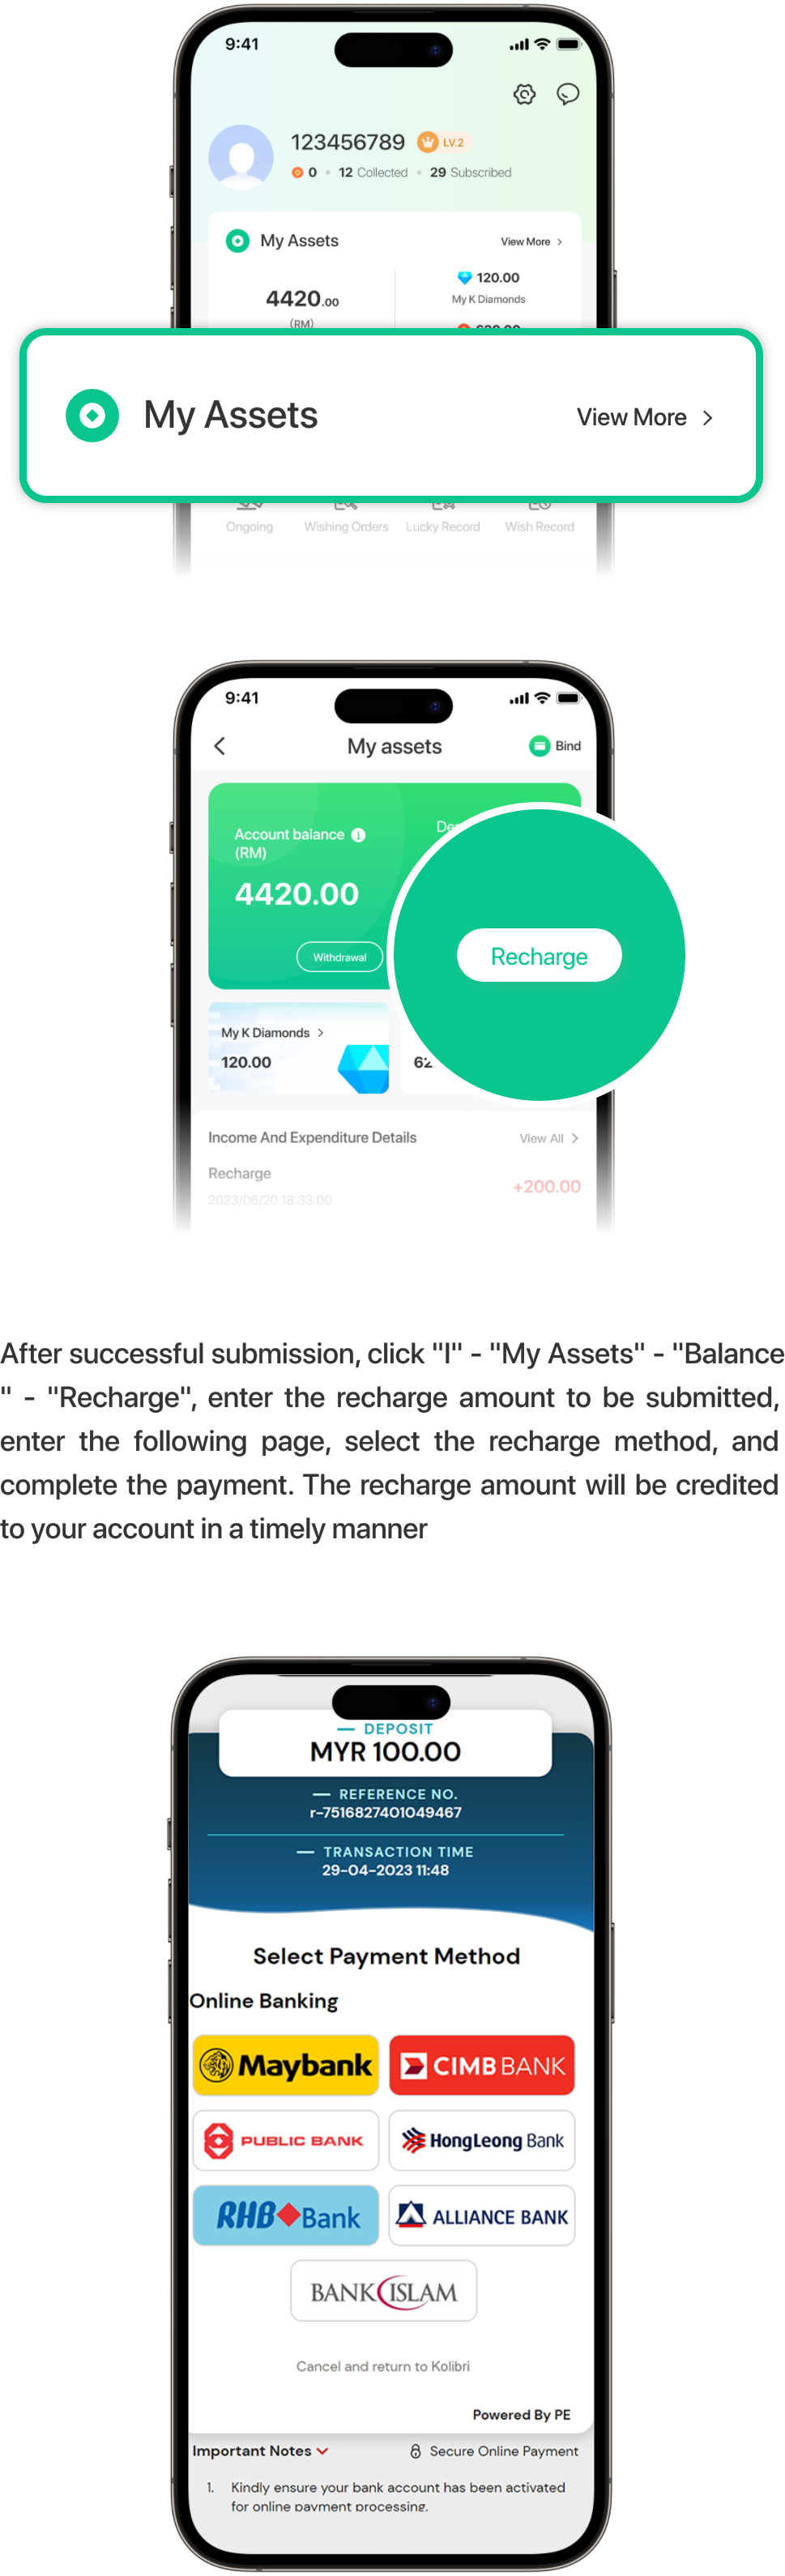 9:41
123456789 LV.2
0 • 12 Collected • 29 Subscribed
My Assets View More >
120.00
4420.00
My K Diamonds
(RM)
My Assets View More >
Ongoing Wishing Orders Lucky Record Wish Record
9:41
My assets Bind
Account balance
(RM)
4420.00
Withdrawal
Recharge
My K Diamonds >
120.00
Income And Expenditure Details View All >
Recharge
+200.00
2023/06/20 18:33:00
After successful submission, click "I" - "My Assets" - "Balance
" - "Recharge", enter the recharge amount to be submitted,
enter the following page, select the recharge method, and
complete the payment. The recharge amount will be credited
to your account in a timely manner
— DEPOSIT
MYR 100.00
— REFERENCE NO.
r-7516827401049467
— TRANSACTION TIME
29-04-2023 11:48
Select Payment Method
Online Banking
Maybank CIMB BANK
PUBLIC BANK HongLeong Bank
RHB Bank ALLIANCE BANK
BANK ISLAM
Cancel and return to Kolibri
Powered By PE
Important Notes Secure Online Payment
1. Kindly ensure your bank account has been activated
for online payment processing.